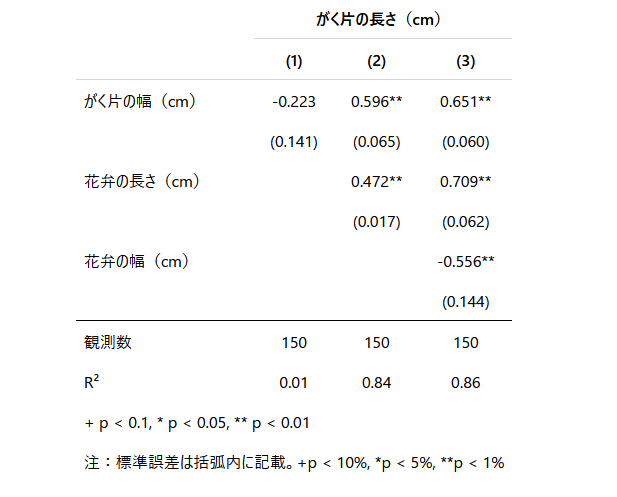 がく片の長さ（cm）
(1) (2) (3)
がく片の幅（cm） -0.223 0.596** 0.651**
(0.141) (0.065) (0.060)
花弁の長さ（cm） 0.472** 0.709**
(0.017) (0.062)
花弁の幅（cm） -0.556**
(0.144)
観測数 150 150 150
R² 0.01 0.84 0.86
+ p < 0.1, * p < 0.05, ** p < 0.01
注：標準誤差は括弧内に記載。+p < 10%, *p < 5%, **p < 1%